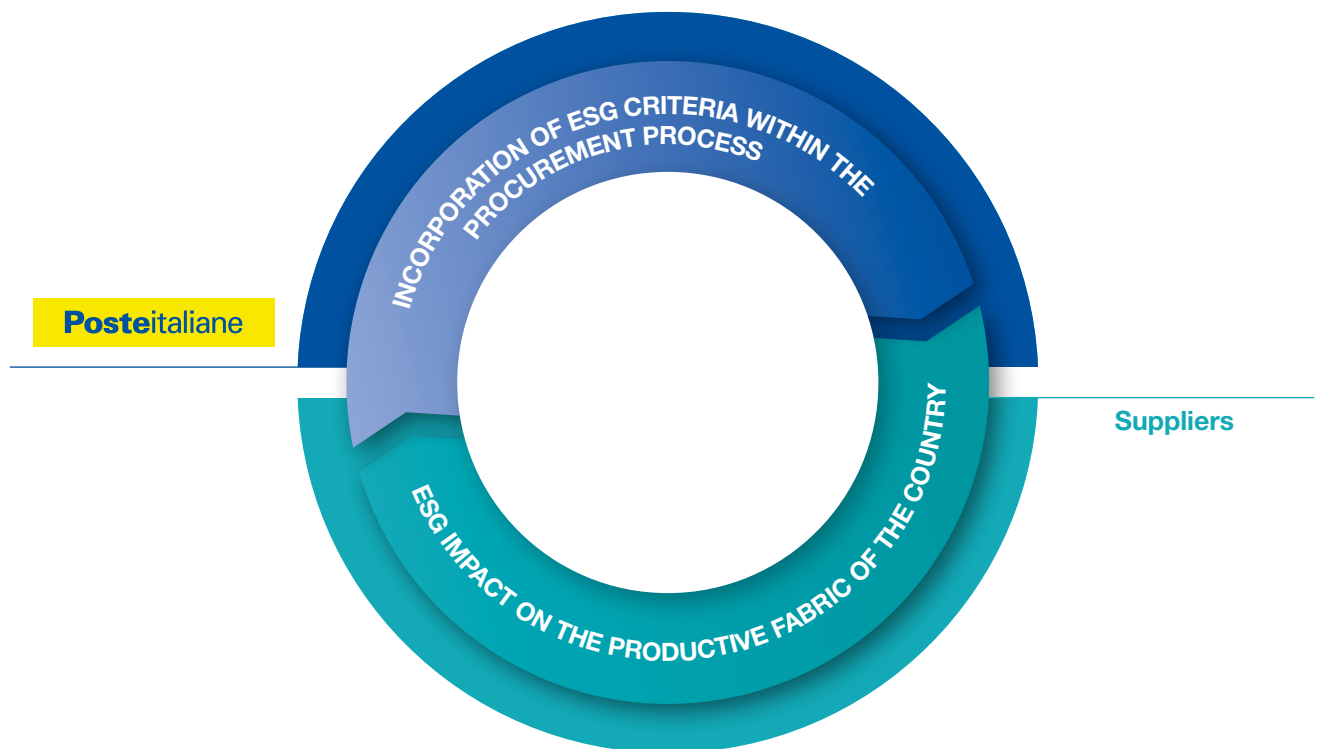 INCORPORATION OF ESG CRITERIA WITHIN THE
PROCUREMENT PROCESS
Posteitaliane
Suppliers
ESG IMPACT ON THE PRODUCTIVE FABRIC OF THE COUNTRY